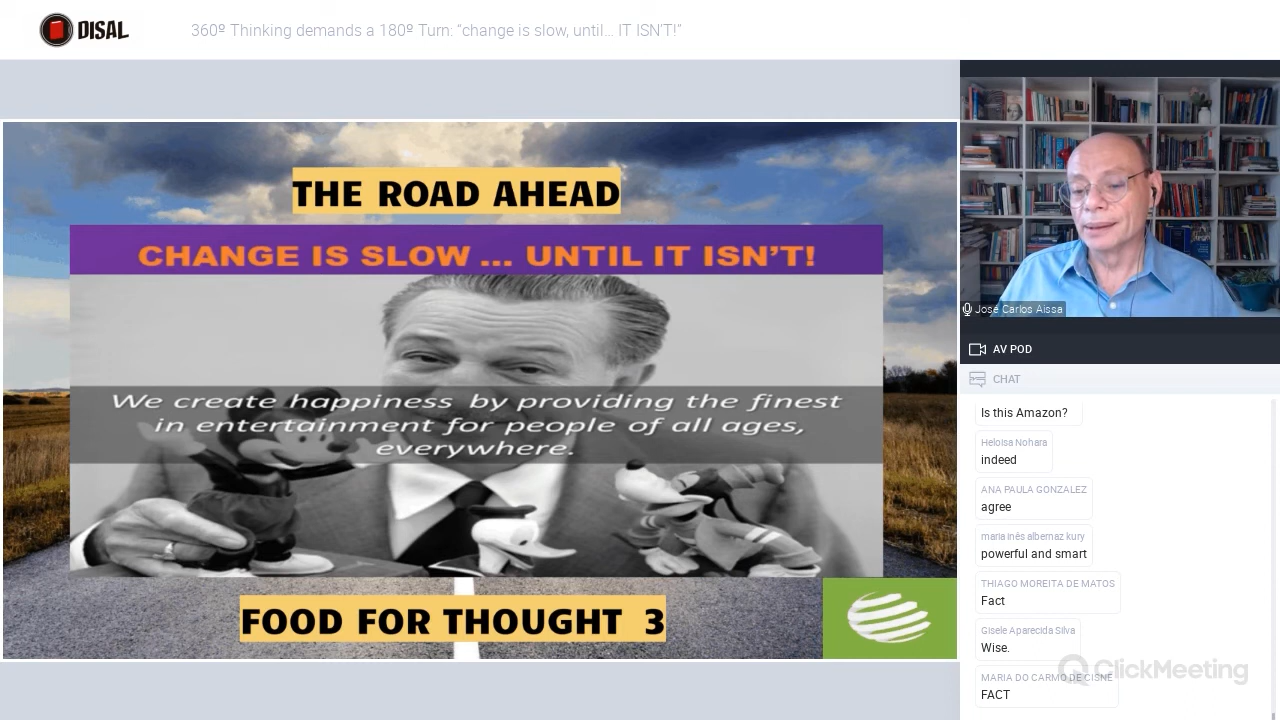 DISAL
360º Thinking demands a 180º Turn: “change is slow, until... IT ISN'T!”
THE ROAD AHEAD
CHANGE IS SLOW ... UNTIL IT ISN’T!
We create happiness by providing the finest
in entertainment for people of all ages,
everywhere.
FOOD FOR THOUGHT 3
José Carlos Aissa
AV POD
CHAT
Is this Amazon?
Heloisa Nohara
indeed
ANA PAULA GONZALEZ
agree
maria inês albernaz kury
powerful and smart
THIAGO MOREITA DE MATOS
Fact
Gisele Aparecida Silva
Wise.
MARIA DO CARMO DE CISNE
FACT
ClickMeeting